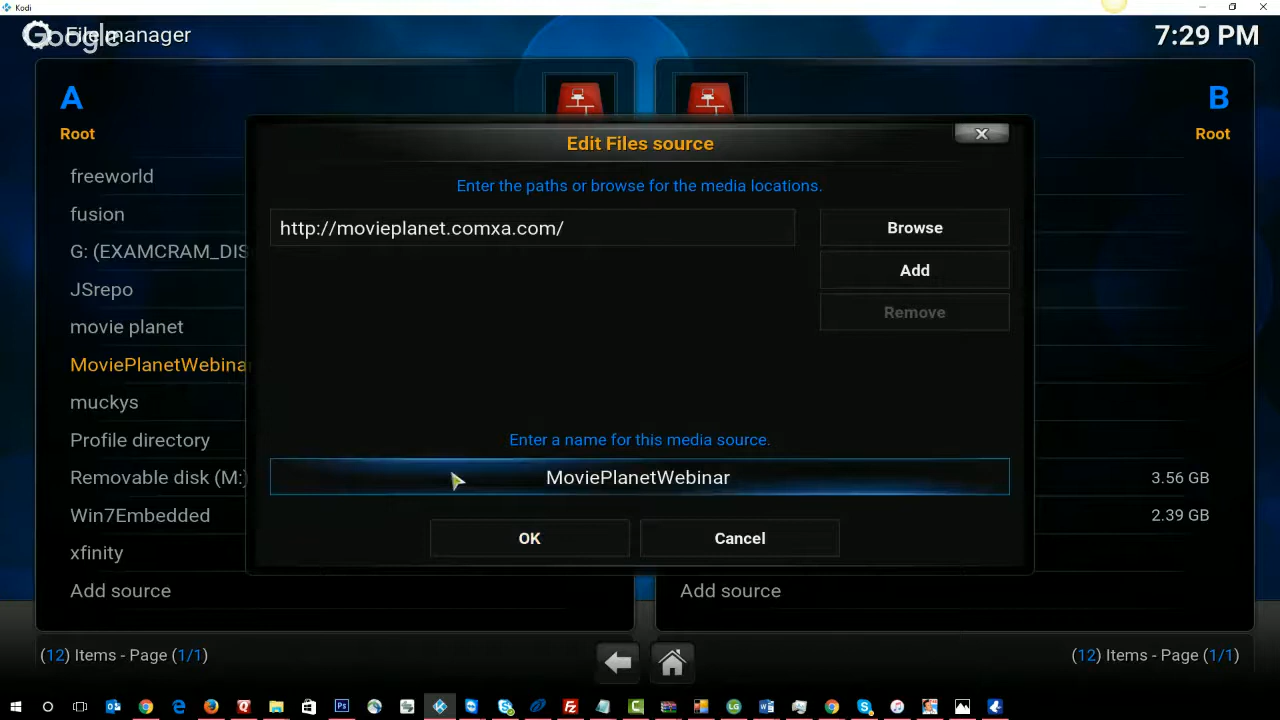 Kodi
Google
File manager
7:29 PM
A
B
Root
Root
Edit Files source
Enter the paths or browse for the media locations.
http://movieplanet.comxa.com/
Browse
Add
Remove
Enter a name for this media source.
MoviePlanetWebinar
OK
Cancel
freeworld
fusion
G: (EXAMCRAM_DIS
JSrepo
movie planet
MoviePlanetWebina
muckys
Profile directory
Removable disk (M:)
3.56 GB
Win7Embedded
2.39 GB
xfinity
Add source
Add source
(12) Items - Page (1/1)
(12) Items - Page (1/1)